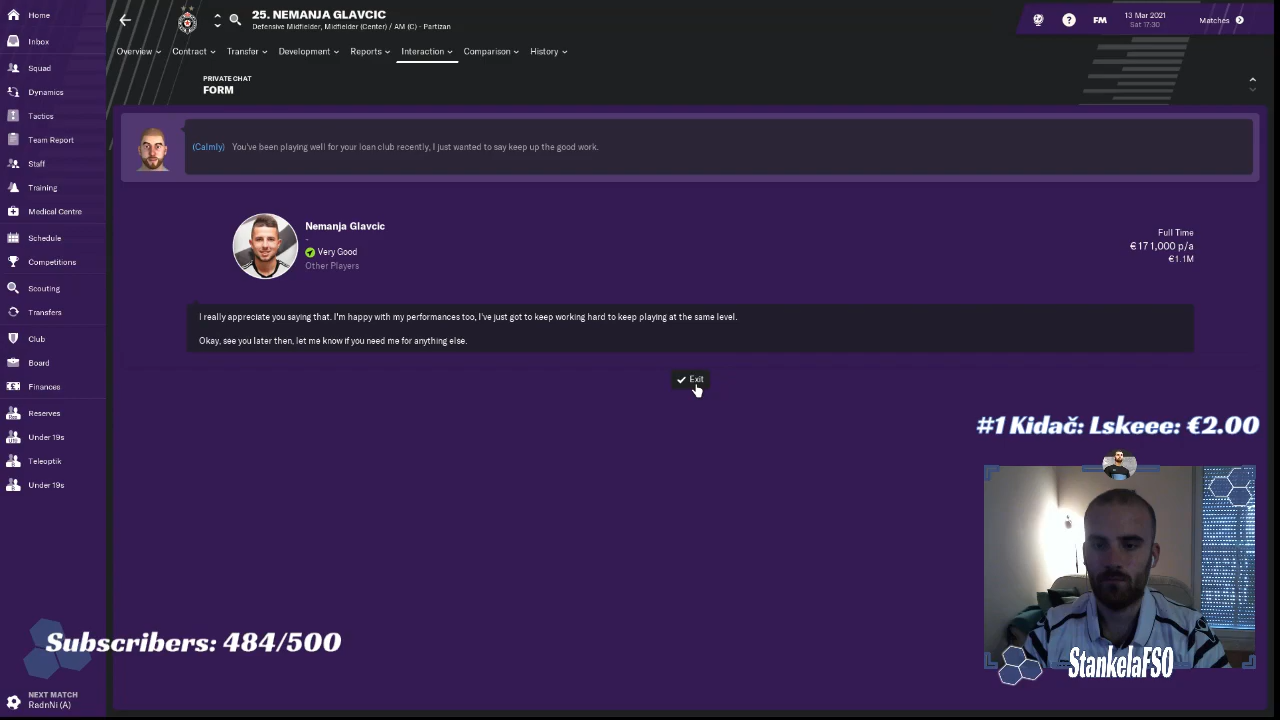 25. NEMANJA GLAVCIC
Defensive Midfielder, Midfielder (Center) / AM (C) - Partizan
13 Mar 2021
Sat 17:30
?
FM
Matches
Home
Inbox
Squad
Dynamics
Tactics
Team Report
Staff
Training
Medical Centre
Schedule
Competitions
Scouting
Transfers
Club
Board
Finances
Reserves
Under 19s
Teleoptik
Under 19s
NEXT MATCH
RadnNi (A)
Overview
Contract
Transfer
Development
Reports
Interaction
Comparison
History
PRIVATE CHAT
FORM
(Calmly) You've been playing well for your loan club recently, I just wanted to say keep up the good work.
Nemanja Glavcic
-
Very Good
Other Players
Full Time
€171,000 p/a
€1.1M
I really appreciate you saying that. I'm happy with my performances too, I've just got to keep working hard to keep playing at the same level.
Okay, see you later then, let me know if you need me for anything else.
Exit
#1 Kidač: Lskeee: €2.00
Subscribers: 484/500
StankelaFSO